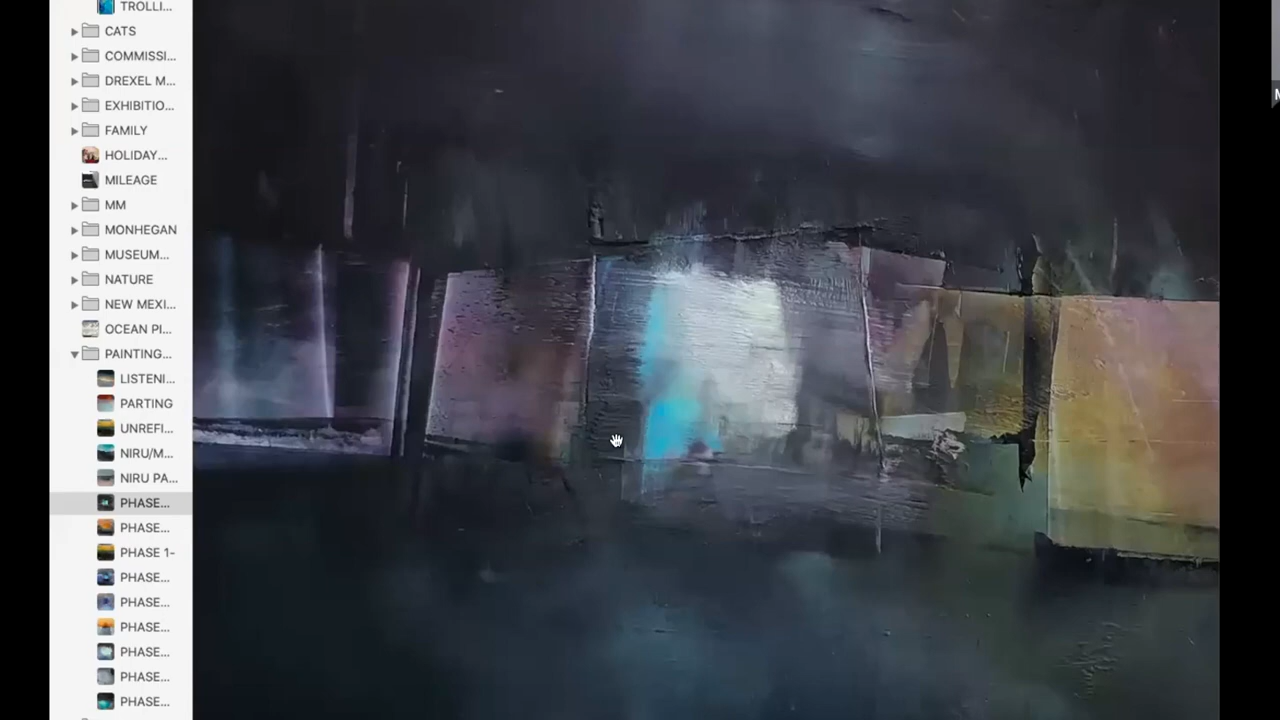 TROLLI...
CATS
COMMISSI...
DREXEL M...
EXHIBITIO...
FAMILY
HOLIDAY...
MILEAGE
MM
MONHEGAN
MUSEUM...
NATURE
NEW MEXI...
OCEAN PI...
PAINTING...
LISTENI...
PARTING
UNREFI...
NIRU/M...
NIRU PA...
PHASE...
PHASE...
PHASE 1-
PHASE...
PHASE...
PHASE...
PHASE...
PHASE...
PHASE...